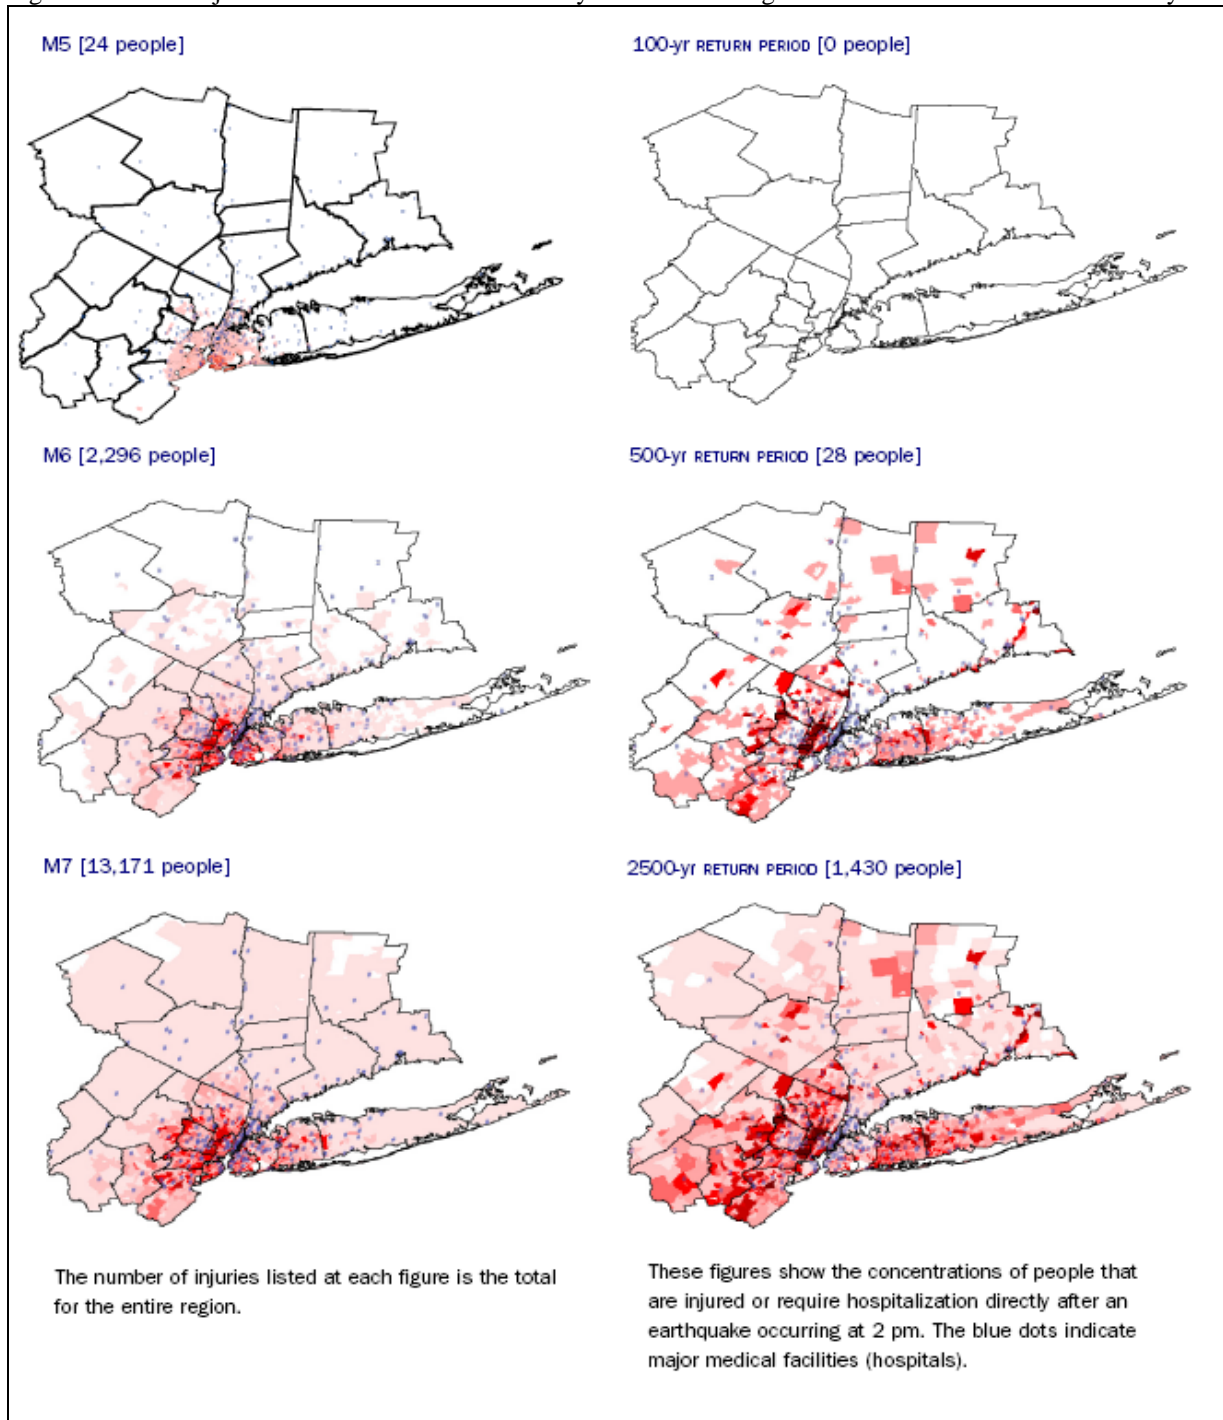 M5 [24 people]
100-yr RETURN PERIOD [0 people]
M6 [2,296 people]
500-yr RETURN PERIOD [28 people]
M7 [13,171 people]
2500-yr RETURN PERIOD [1,430 people]
The number of injuries listed at each figure is the total
for the entire region.
These figures show the concentrations of people that
are injured or require hospitalization directly after an
earthquake occurring at 2 pm. The blue dots indicate
major medical facilities (hospitals).